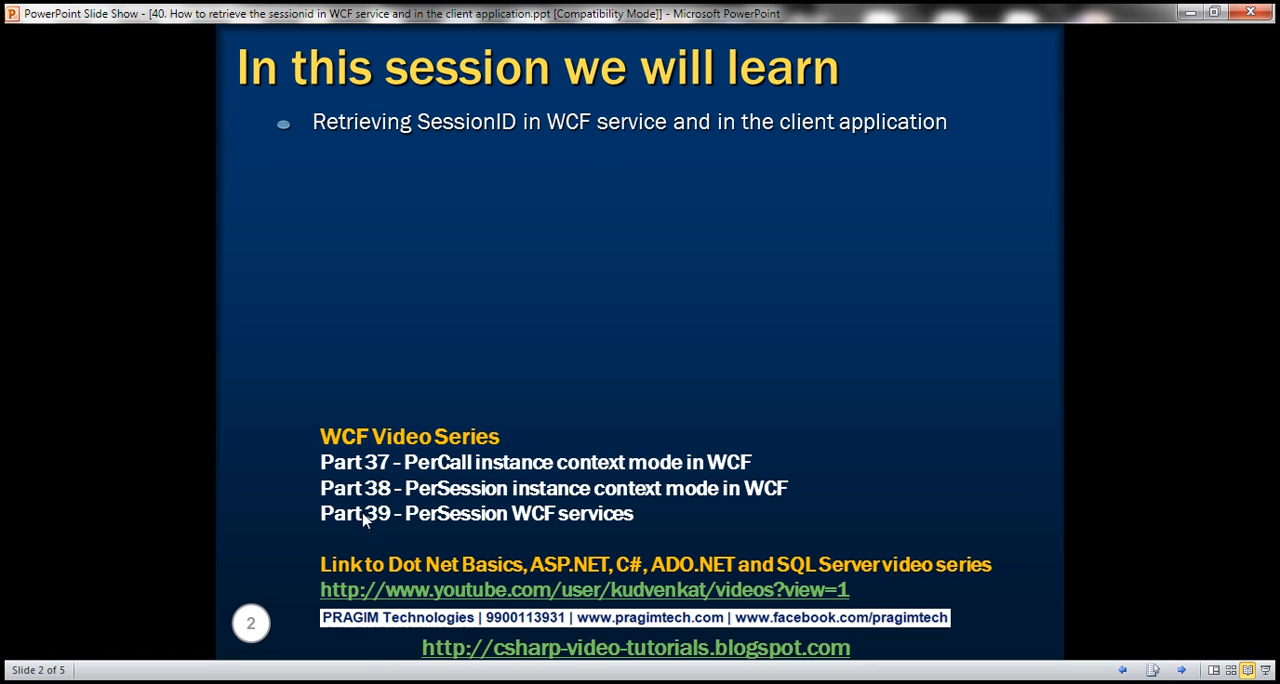 PowerPoint Slide Show - [40. How to retrieve the sessionid in WCF service and in the client application.ppt [Compatibility Mode]] - Microsoft PowerPoint
In this session we will learn
Retrieving SessionID in WCF service and in the client application
WCF Video Series
Part 37 - PerCall instance context mode in WCF
Part 38 - PerSession instance context mode in WCF
Part 39 - PerSession WCF services
Link to Dot Net Basics, ASP.NET, C#, ADO.NET and SQL Server video series
http://www.youtube.com/user/kudvenkat/videos?view=1
2
PRAGIM Technologies | 9900113931 | www.pragimtech.com | www.facebook.com/pragimtech
http://csharp-video-tutorials.blogspot.com
Slide 2 of 5